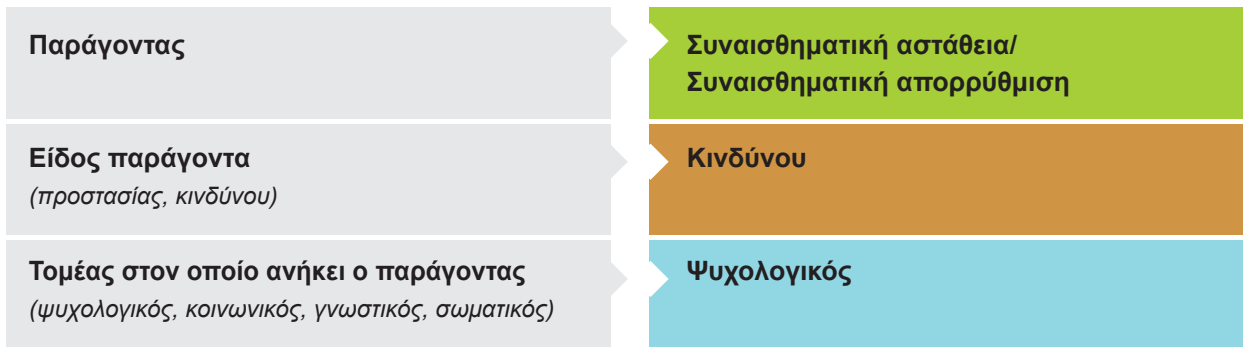 Παράγοντας
Συναισθηματική αστάθεια/
Συναισθηματική απορρύθμιση
Είδος παράγοντα
(προστασίας, κινδύνου)
Κινδύνου
Τομέας στον οποίο ανήκει ο παράγοντας
(ψυχολογικός, κοινωνικός, γνωστικός, σωματικός)
Ψυχολογικός